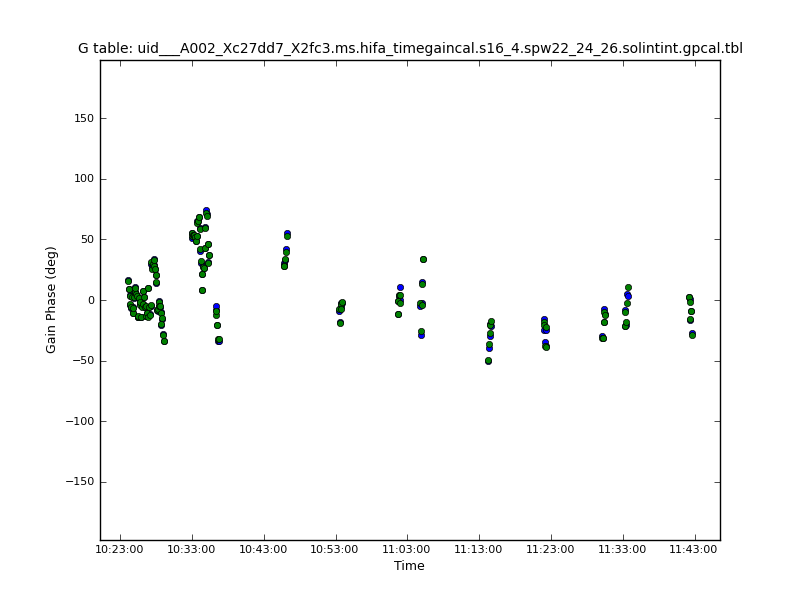 G table: uid___A002_Xc27dd7_X2fc3.ms.hifa_timegaincal.s16_4.spw22_24_26.solintint.gpcal.tbl
150
100
50
0
−50
−100
−150
Gain Phase (deg)
10:23:00 10:33:00 10:43:00 10:53:00 11:03:00 11:13:00 11:23:00 11:33:00 11:43:00
Time